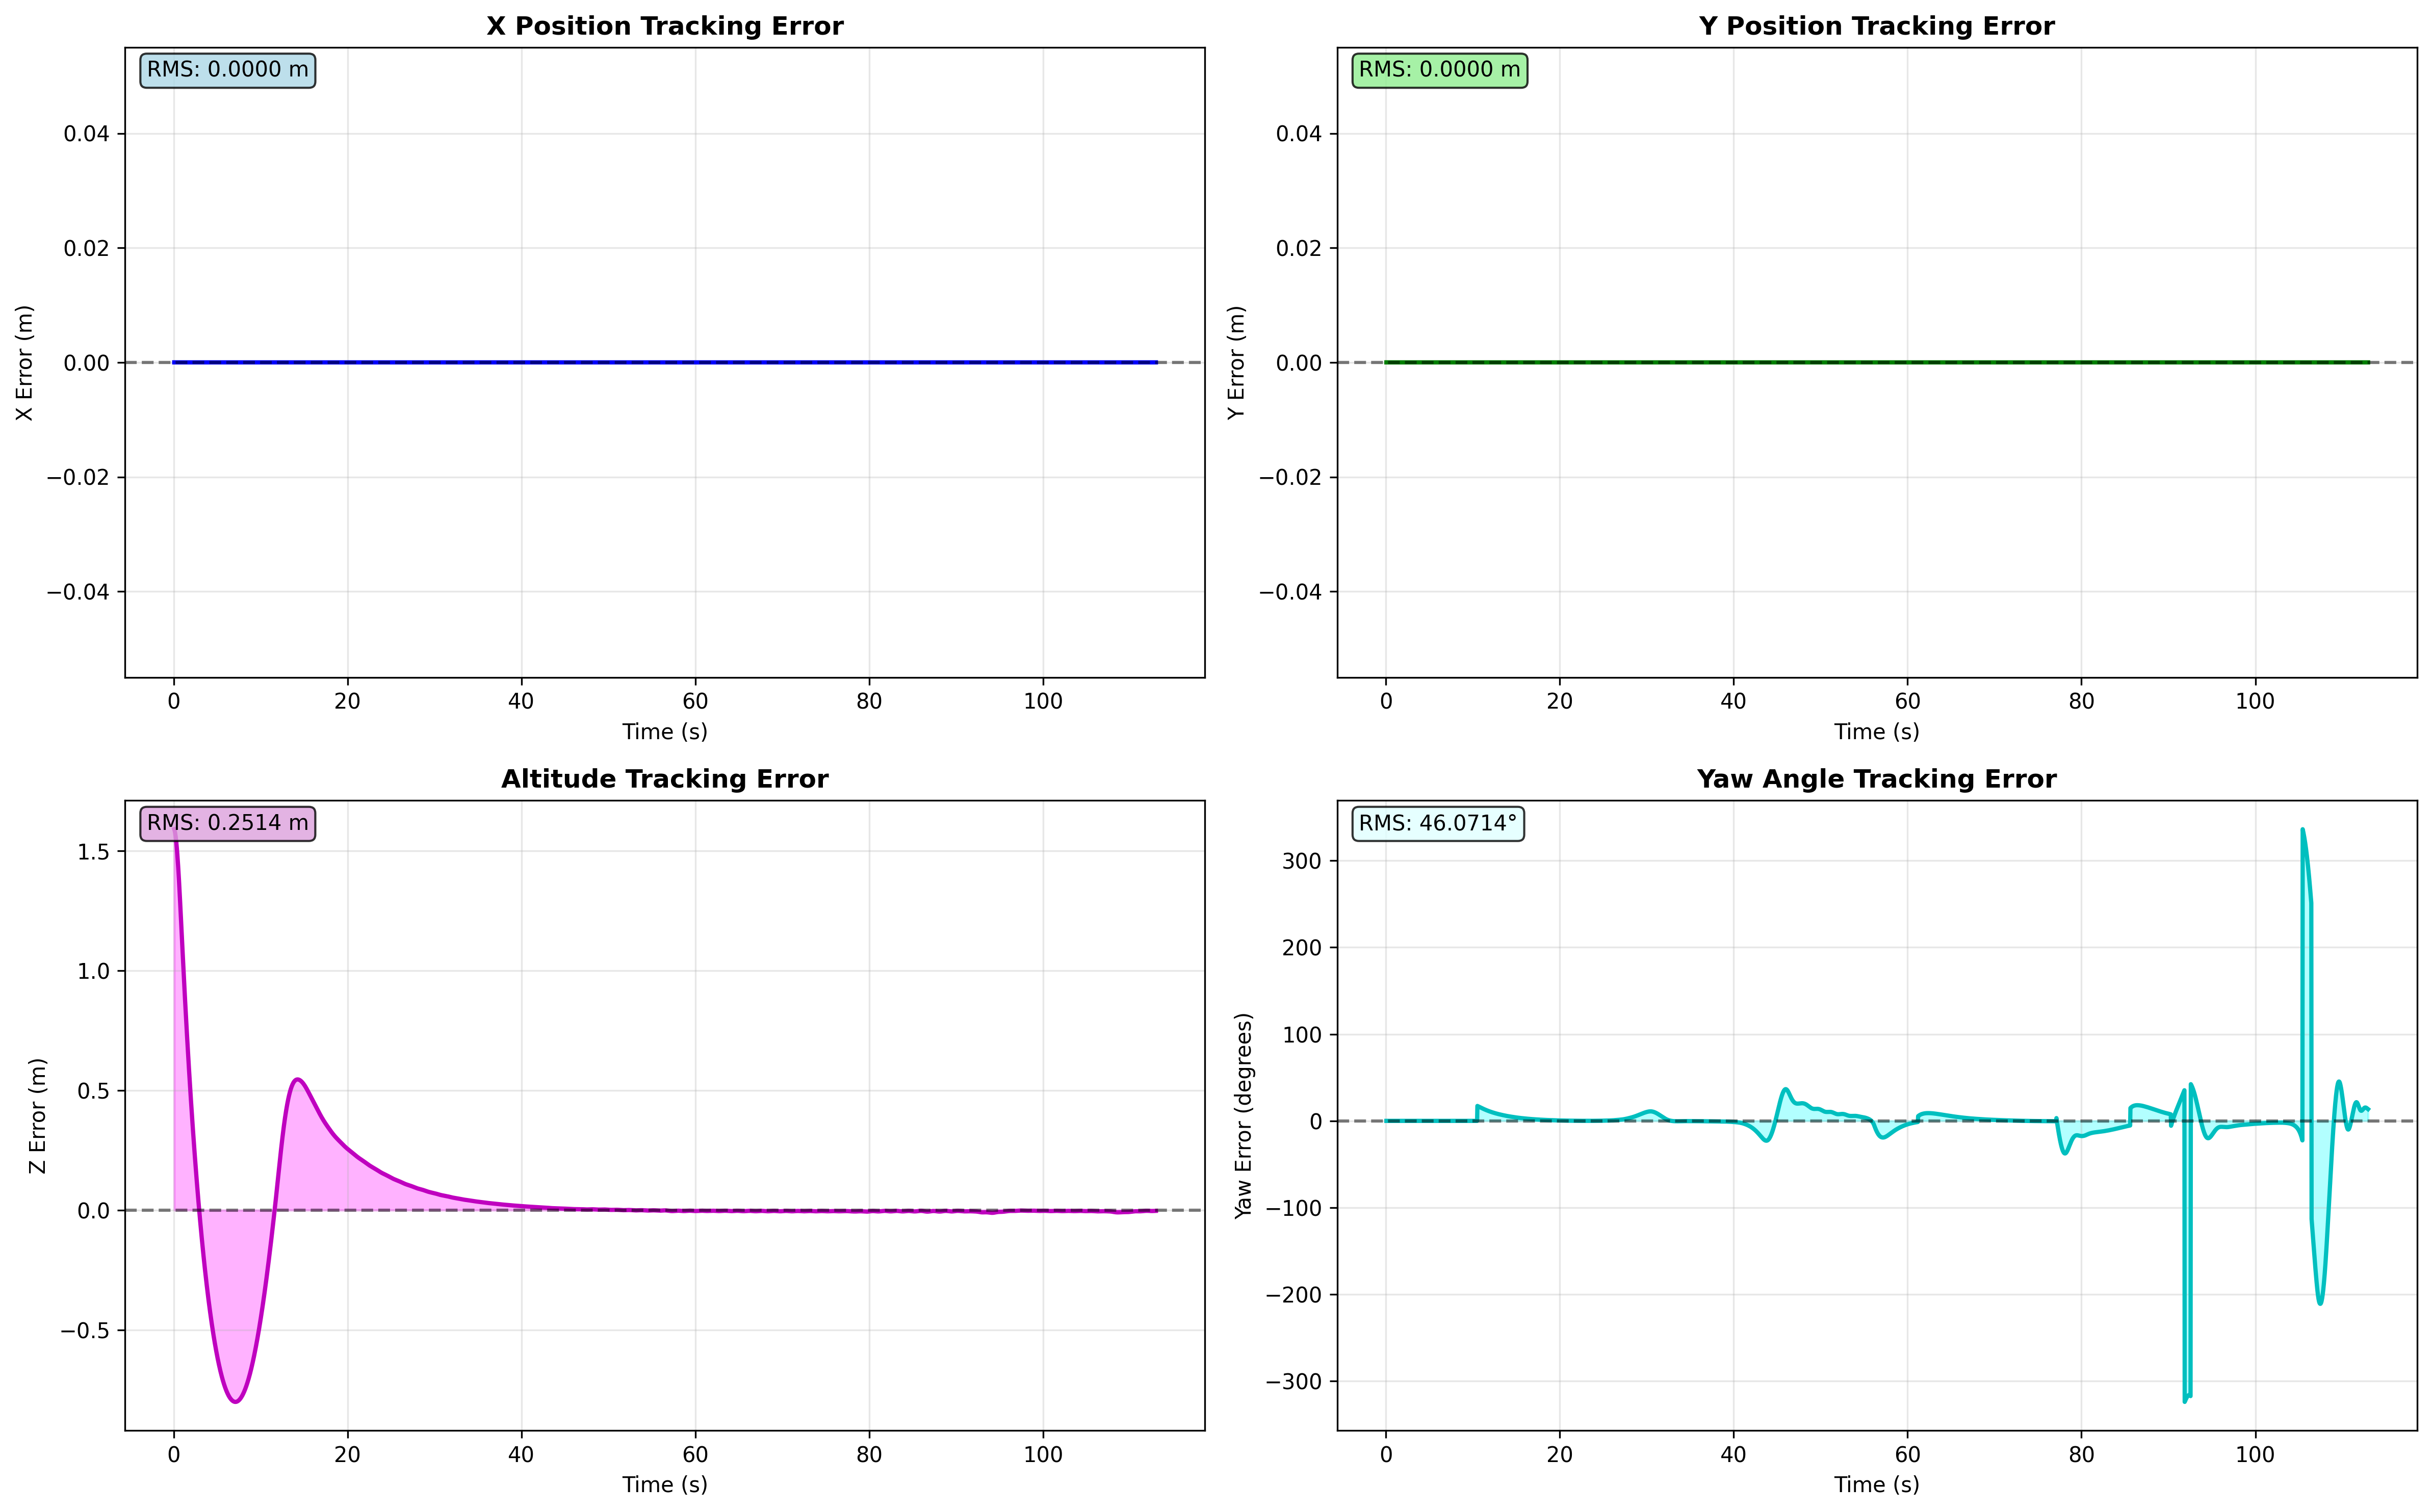 X Position Tracking Error
RMS: 0.0000 m
0.04
0.02
0.00
−0.02
−0.04
X Error (m)
0 20 40 60 80 100
Time (s)
Y Position Tracking Error
RMS: 0.0000 m
0.04
0.02
0.00
−0.02
−0.04
Y Error (m)
0 20 40 60 80 100
Time (s)
Altitude Tracking Error
RMS: 0.2514 m
1.5
1.0
0.5
0.0
−0.5
Z Error (m)
0 20 40 60 80 100
Time (s)
Yaw Angle Tracking Error
RMS: 46.0714°
300
200
100
0
−100
−200
−300
Yaw Error (degrees)
0 20 40 60 80 100
Time (s)